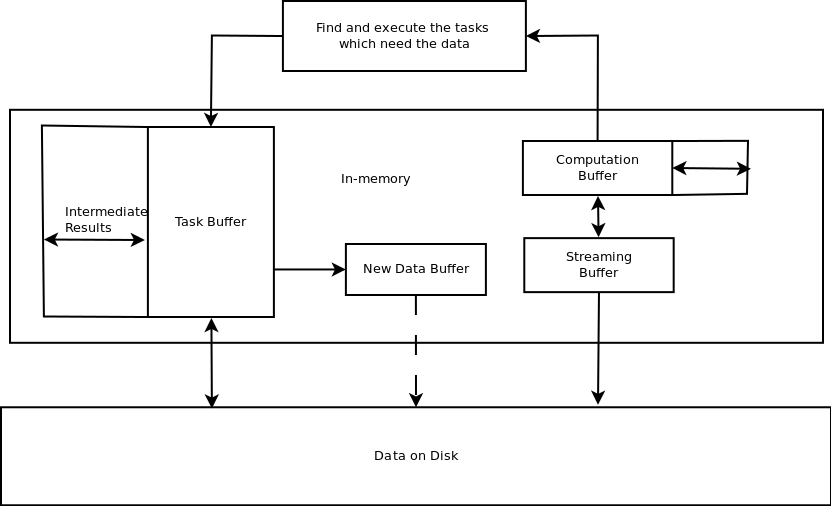 Find and execute the tasks
which need the data
In-memory
Computation
Buffer
Intermediate
Results
Task Buffer
New Data Buffer
Streaming
Buffer
Data on Disk